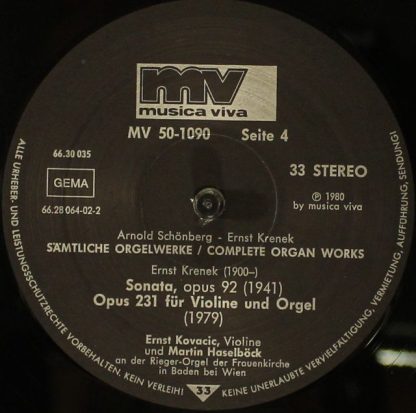 mv
musica viva
MV 50-1090 Seite 4
66.30 035
GEMA
66.28 064-02-2
33 STEREO
Ⓟ 1980
by musica viva
Arnold Schönberg - Ernst Krenek
SÄMTLICHE ORGELWERKE / COMPLETE ORGAN WORKS
Ernst Krenek (1900–)
Sonata, opus 92 (1941)
Opus 231 für Violine und Orgel
(1979)
Ernst Kovacic, Violine
und Martin Haselböck
an der Rieger-Orgel der Frauenkirche
in Baden bei Wien
ALLE URHEBER- UND LEISTUNGSSCHUTZRECHTE VORBEHALTEN. KEIN VERLEIH!
33
KEINE UNERLAUBTE VERVIELFÄLTIGUNG, VERMIETUNG, AUFFÜHRUNG, SENDUNG!